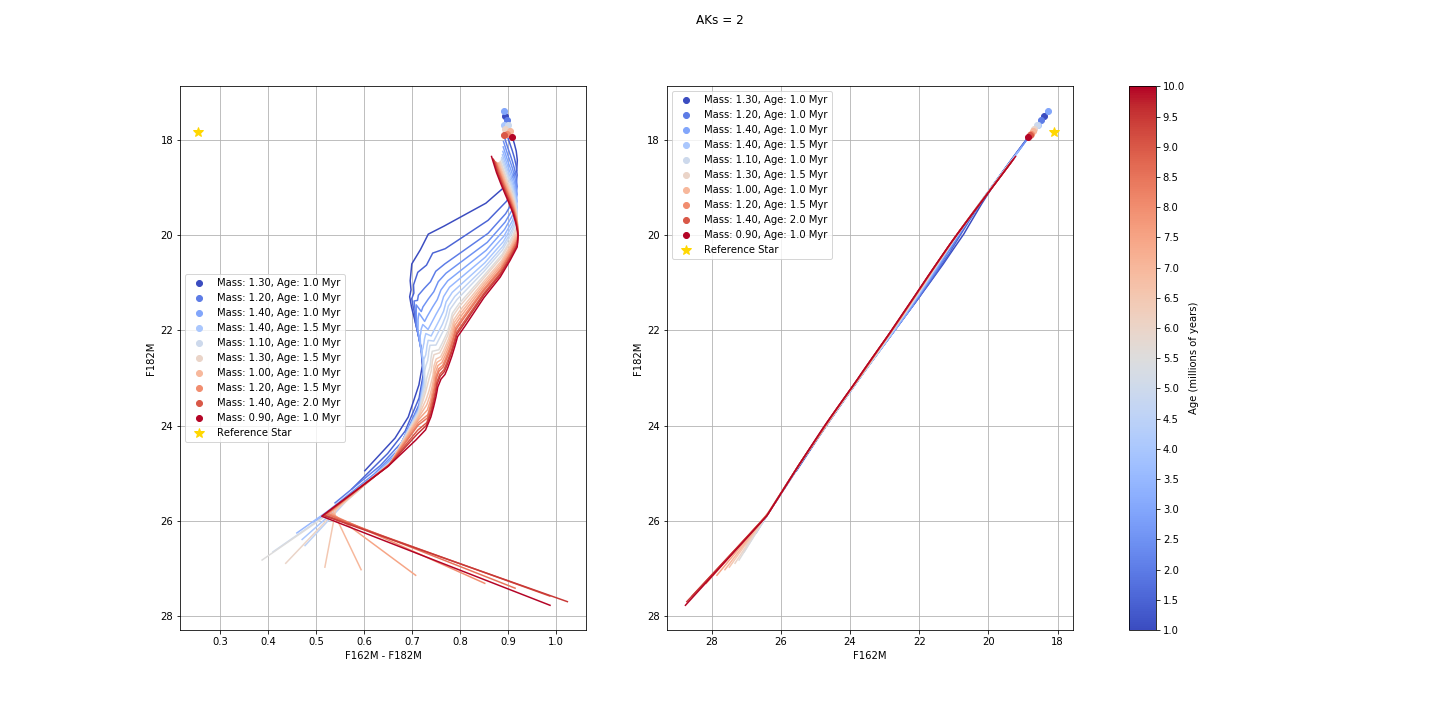 AKs = 2
F182M
18
20
22
24
26
28
0.3 0.4 0.5 0.6 0.7 0.8 0.9 1.0
F162M - F182M
Mass: 1.30, Age: 1.0 Myr
Mass: 1.20, Age: 1.0 Myr
Mass: 1.40, Age: 1.0 Myr
Mass: 1.40, Age: 1.5 Myr
Mass: 1.10, Age: 1.0 Myr
Mass: 1.30, Age: 1.5 Myr
Mass: 1.00, Age: 1.0 Myr
Mass: 1.20, Age: 1.5 Myr
Mass: 1.40, Age: 2.0 Myr
Mass: 0.90, Age: 1.0 Myr
Reference Star
F182M
18
20
22
24
26
28
28 26 24 22 20 18
F162M
Mass: 1.30, Age: 1.0 Myr
Mass: 1.20, Age: 1.0 Myr
Mass: 1.40, Age: 1.0 Myr
Mass: 1.40, Age: 1.5 Myr
Mass: 1.10, Age: 1.0 Myr
Mass: 1.30, Age: 1.5 Myr
Mass: 1.00, Age: 1.0 Myr
Mass: 1.20, Age: 1.5 Myr
Mass: 1.40, Age: 2.0 Myr
Mass: 0.90, Age: 1.0 Myr
Reference Star
10.0
9.5
9.0
8.5
8.0
7.5
7.0
6.5
6.0
5.5
5.0
4.5
4.0
3.5
3.0
2.5
2.0
1.5
1.0
Age (millions of years)